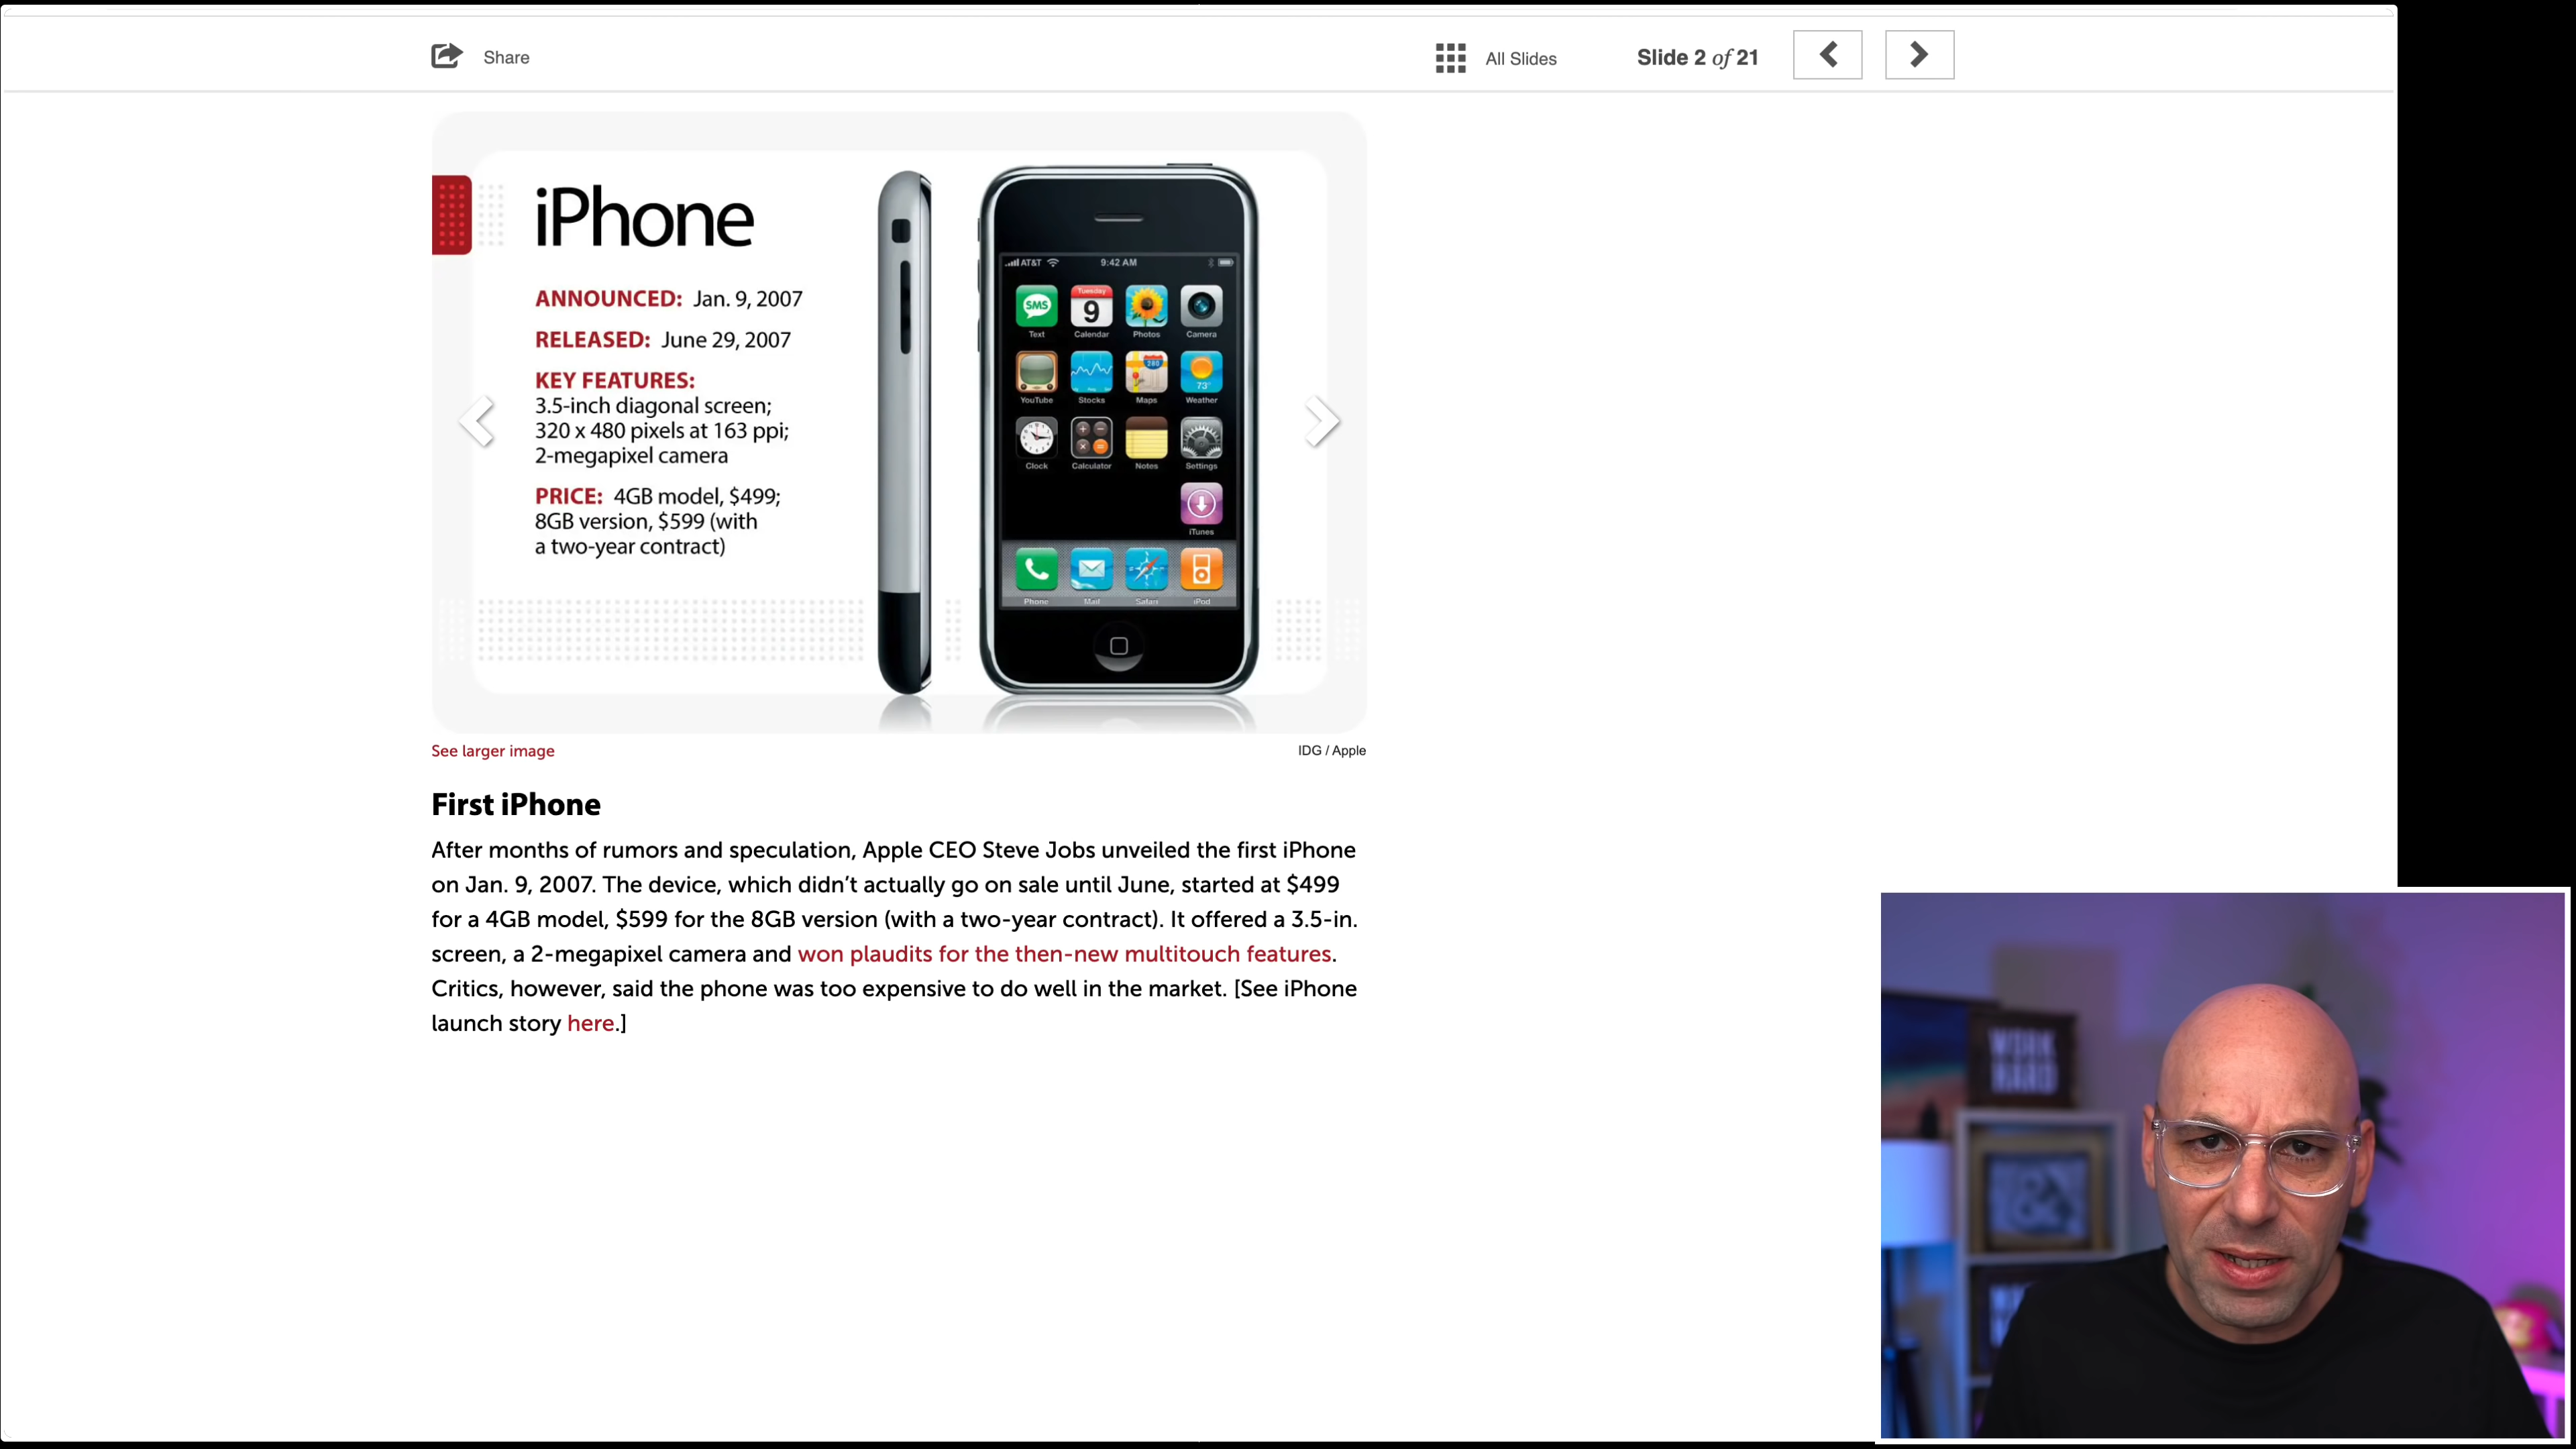 Share
All Slides
Slide 2 of 21
iPhone
ANNOUNCED: Jan. 9, 2007
RELEASED: June 29, 2007
KEY FEATURES:
3.5-inch diagonal screen;
320 x 480 pixels at 163 ppi;
2-megapixel camera
PRICE: 4GB model, $499;
8GB version, $599 (with
a two-year contract)
AT&T 9:42 AM
SMS
Tuesday
9
280
73°
Text Calendar Photos Camera
YouTube Stocks Maps Weather
Clock Calculator Notes Settings
iTunes
Phone Mail Safari iPod
See larger image
IDG / Apple
First iPhone
After months of rumors and speculation, Apple CEO Steve Jobs unveiled the first iPhone
on Jan. 9, 2007. The device, which didn’t actually go on sale until June, started at $499
for a 4GB model, $599 for the 8GB version (with a two-year contract). It offered a 3.5-in.
screen, a 2-megapixel camera and won plaudits for the then-new multitouch features.
Critics, however, said the phone was too expensive to do well in the market. [See iPhone
launch story here.]
WORK
HARD